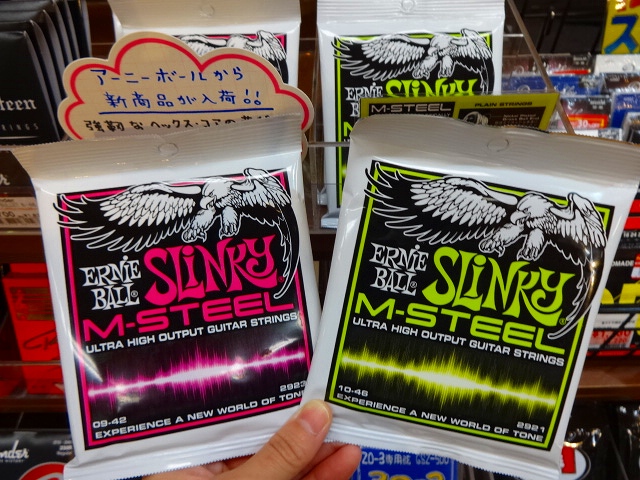 アーニーボールから
新商品が入荷!!
強靭なヘックス・コアの
M-STEEL
PLAIN STRINGS
ERNIE
BALL
SLINKY
M-STEEL
ULTRA HIGH OUTPUT GUITAR STRINGS
09-42
2923
EXPERIENCE A NEW WORLD OF TONE
ERNIE
BALL
SLINKY
M-STEEL
ULTRA HIGH OUTPUT GUITAR STRINGS
10-46
2921
EXPERIENCE A NEW WORLD OF TONE